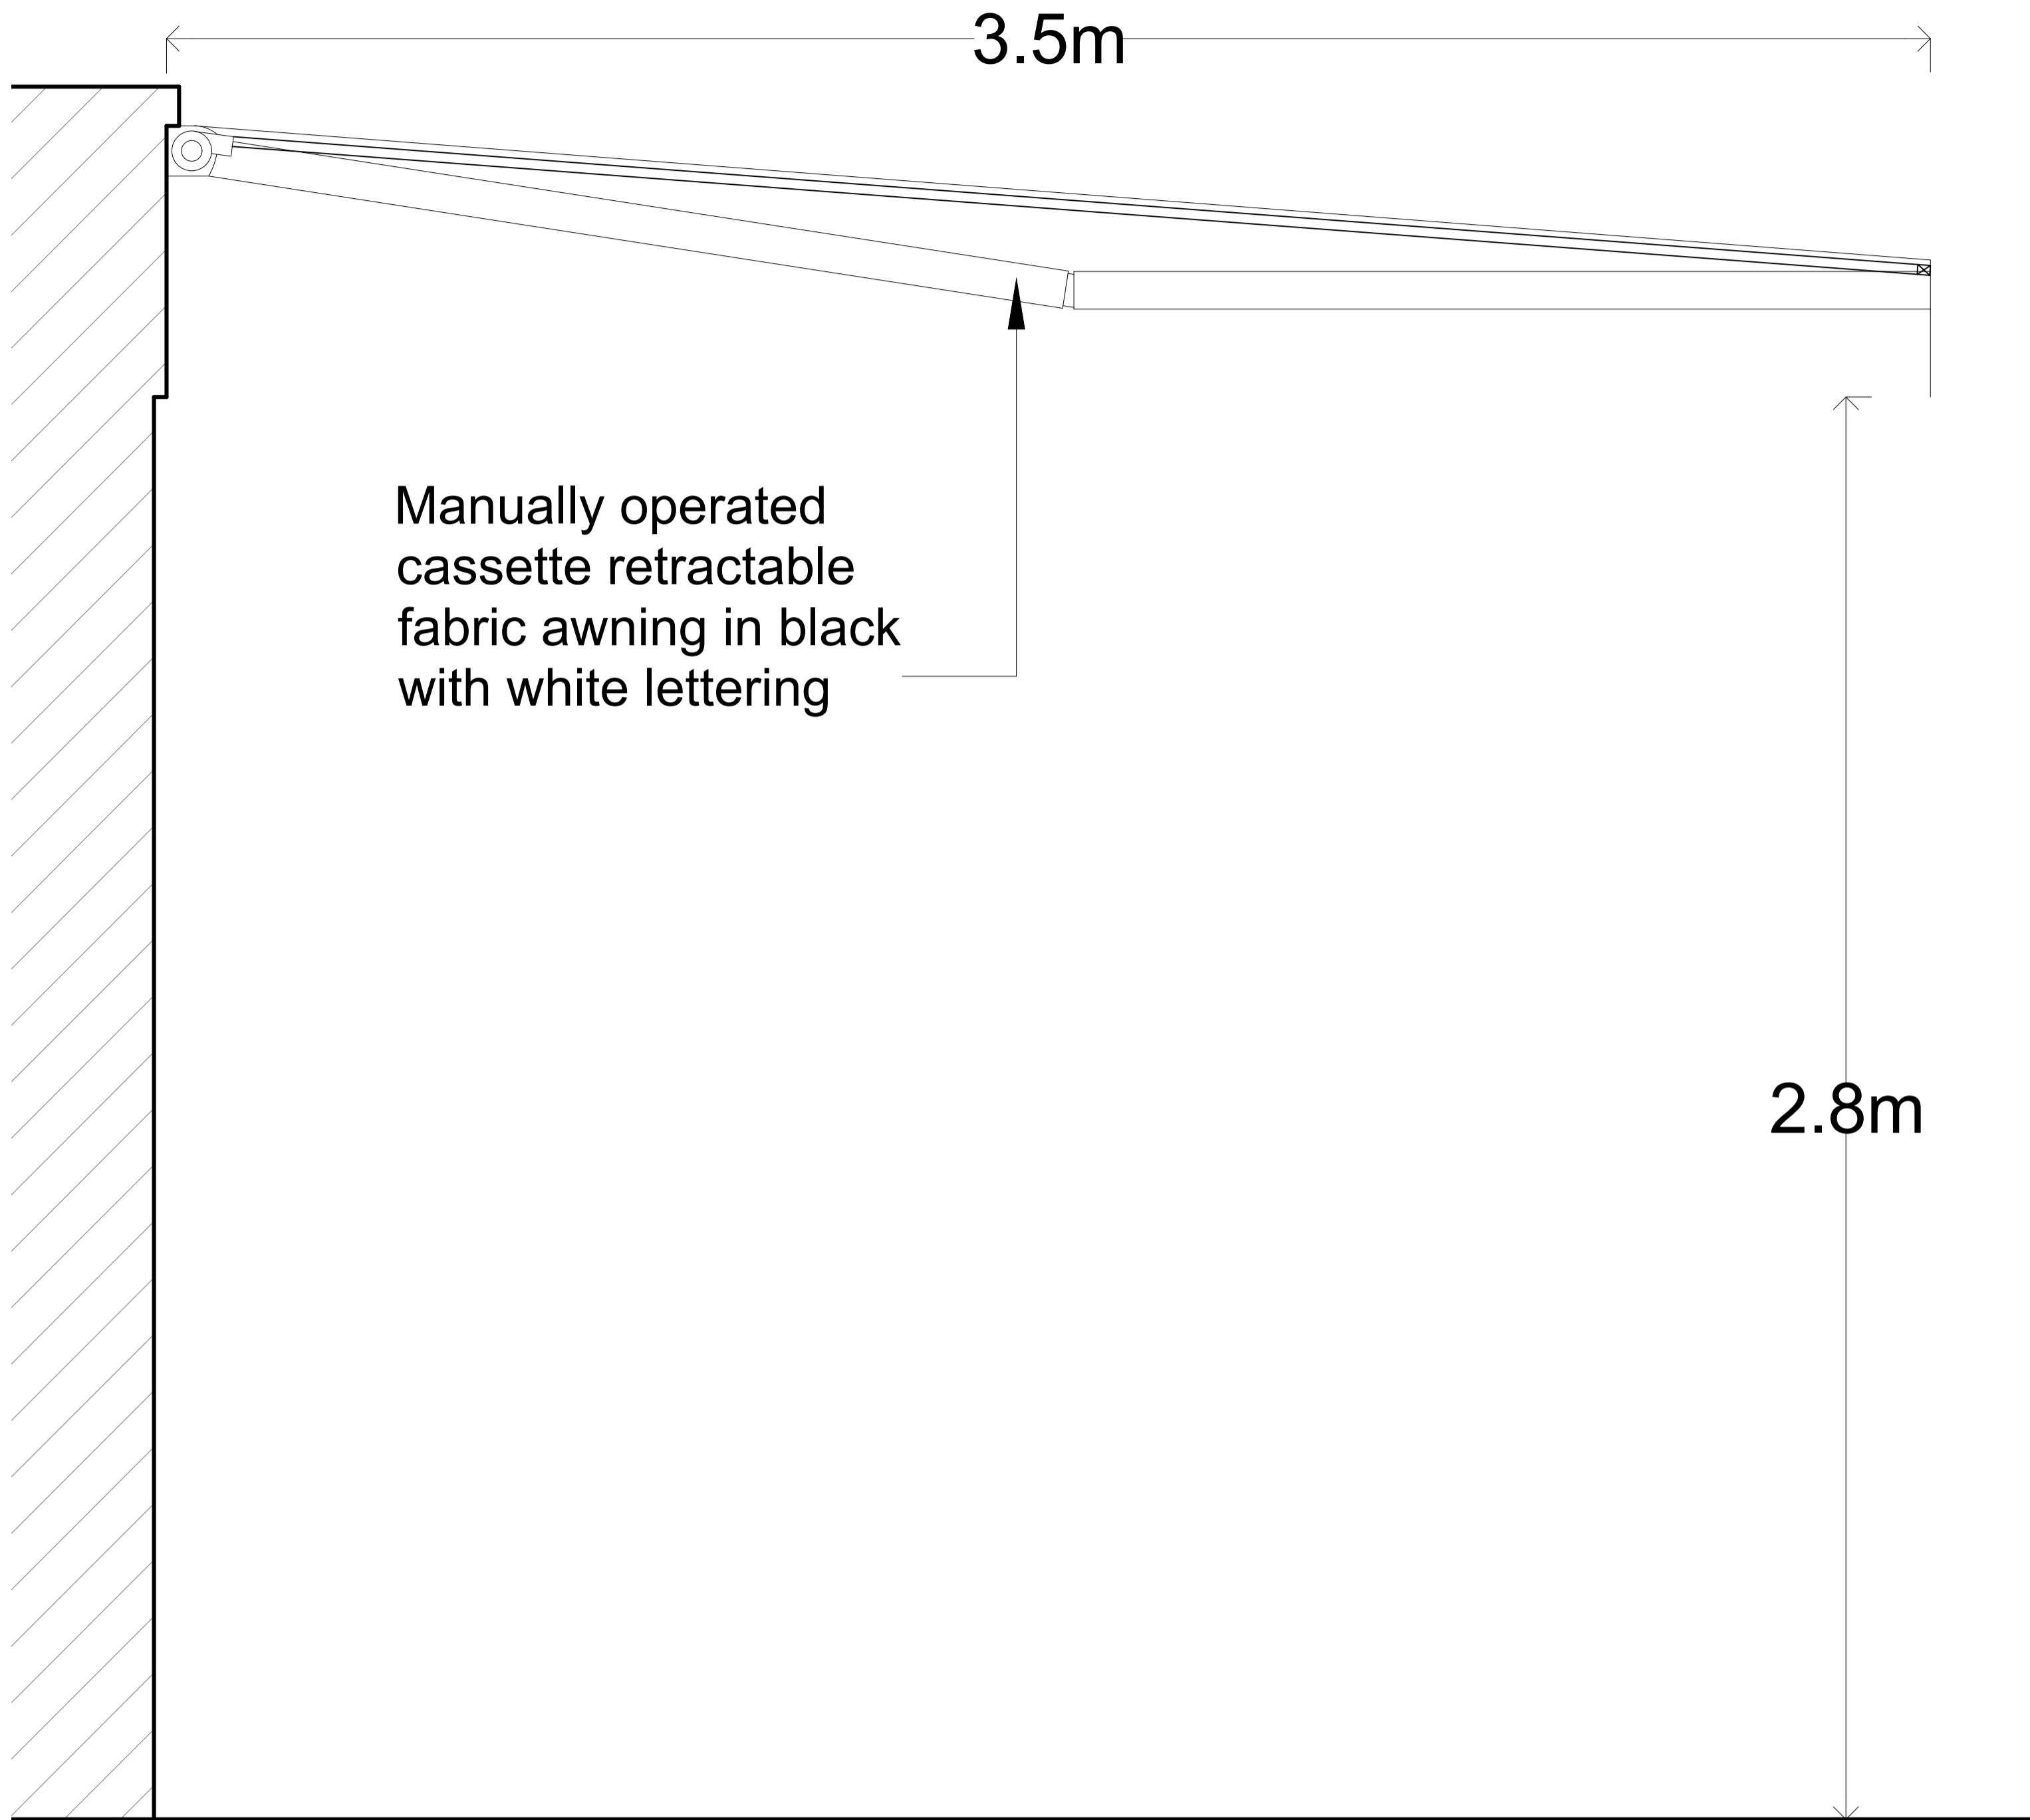 3.5m
Manually operated
cassette retractable
fabric awning in black
with white lettering
2.8m